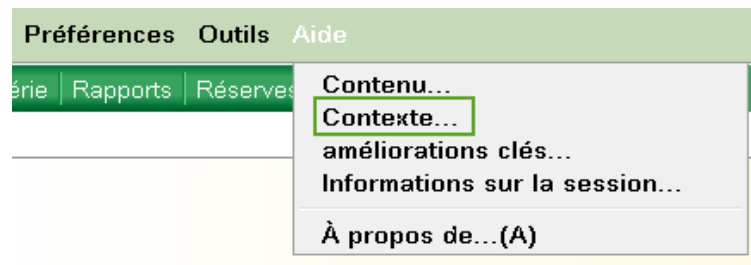 Préférences Outils Aide
érie Rapports Réserves
Contenu...
Contexte...
améliorations clés...
Informations sur la session...
À propos de...(A)